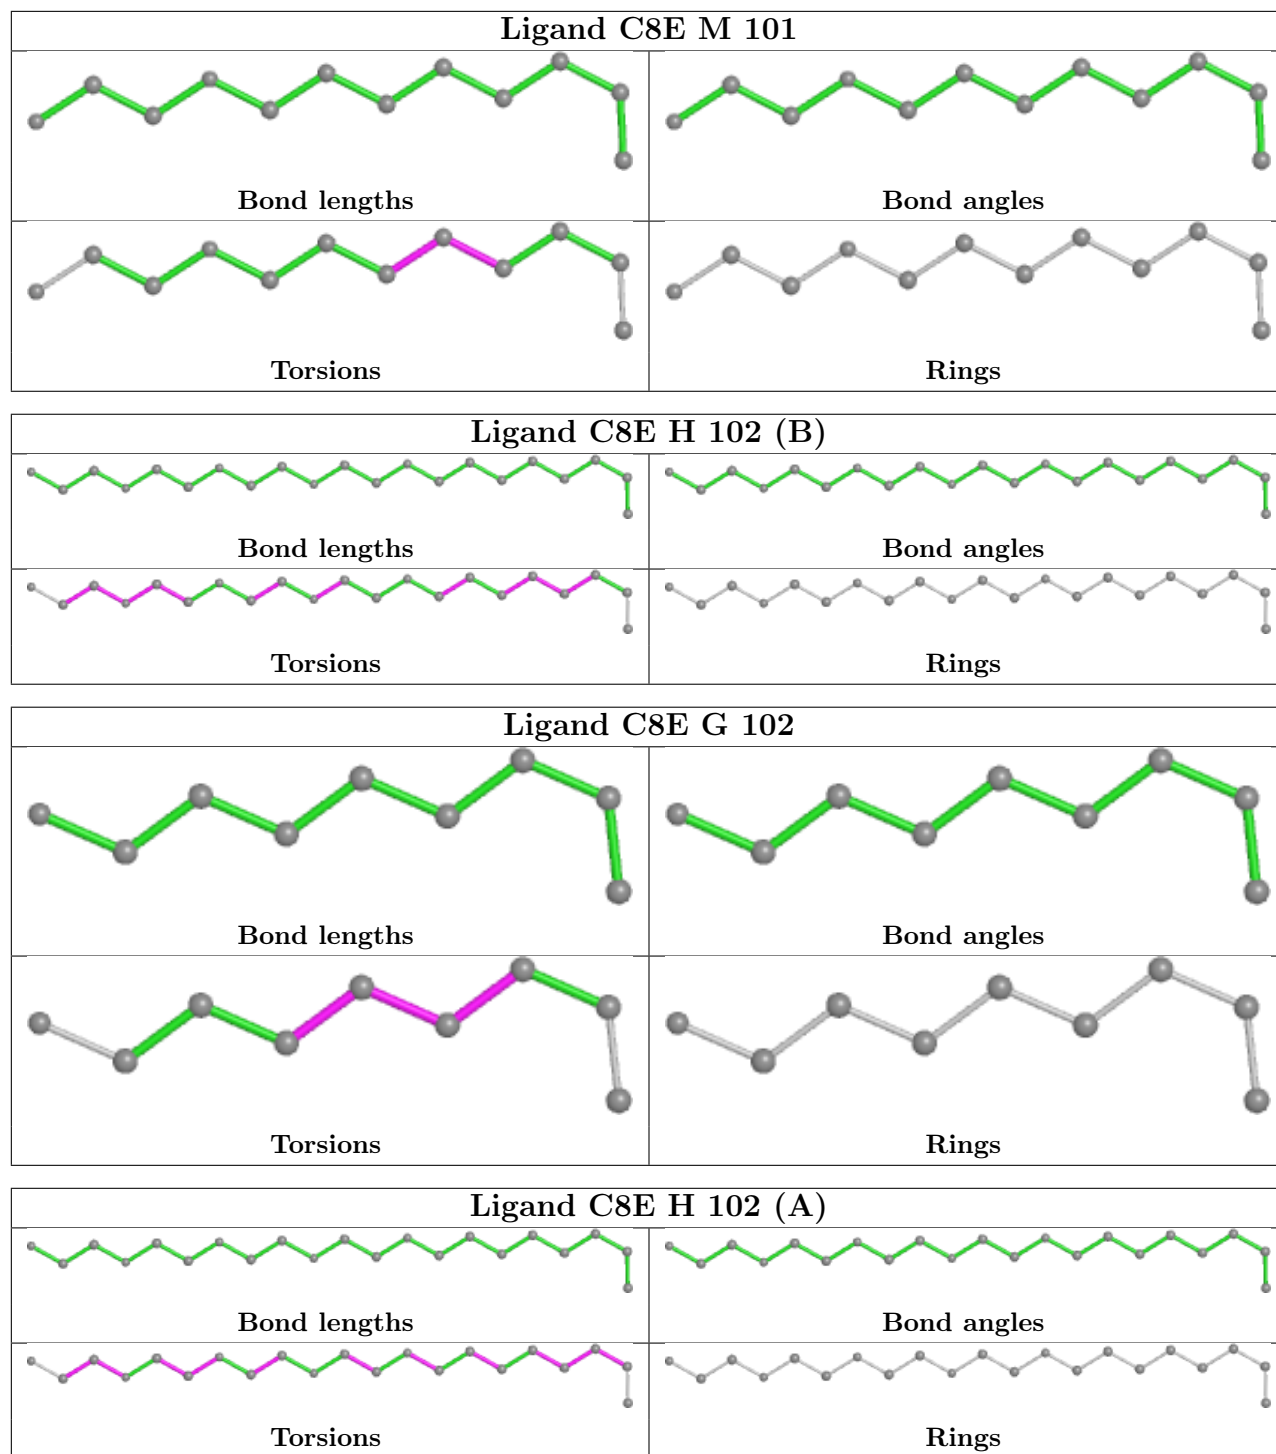 Ligand C8E M 101
Bond lengths Bond angles
Torsions Rings
Ligand C8E H 102 (B)
Bond lengths Bond angles
Torsions Rings
Ligand C8E G 102
Bond lengths Bond angles
Torsions Rings
Ligand C8E H 102 (A)
Bond lengths Bond angles
Torsions Rings